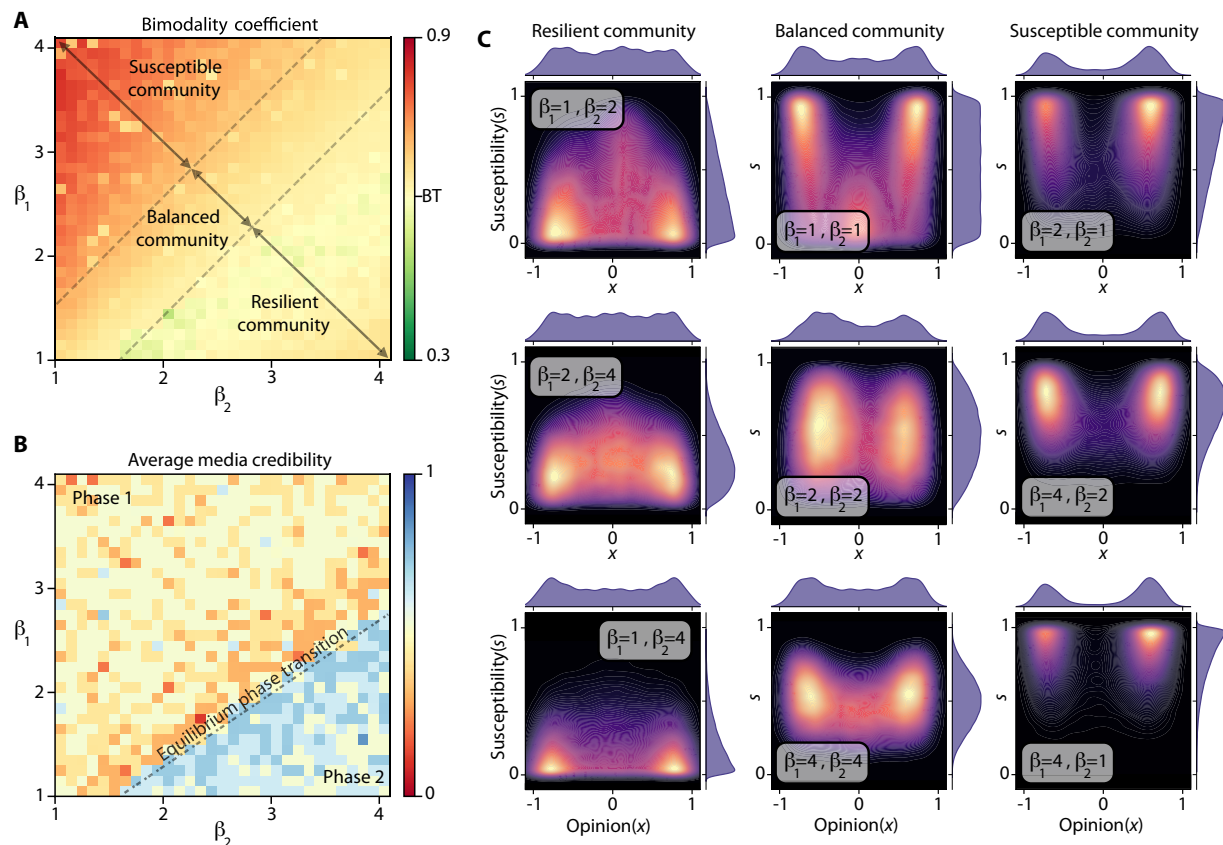 A
Bimodality coefficient
4
3
2
1
β1
1
2
3
4
β2
Susceptible
community
Balanced
community
Resilient
community
0.9
BT
0.3
B
Average media credibility
4
3
2
1
β1
1
2
3
4
β2
Phase 1
Equilibrium phase transition
Phase 2
1
0
C
Resilient community
Balanced community
Susceptible community
β1=1 , β2=2
Susceptibility(s)
1
0
-1
0
1
x
β1=1 , β2=1
s
1
0
-1
0
1
x
β1=2 , β2=1
s
1
0
-1
0
1
x
β1=2 , β2=4
Susceptibility(s)
1
0
-1
0
1
x
β1=2 , β2=2
s
1
0
-1
0
1
x
β1=4 , β2=2
s
1
0
-1
0
1
x
β1=1 , β2=4
Susceptibility(s)
1
0
-1
0
1
Opinion(x)
β1=4 , β2=4
s
1
0
-1
0
1
Opinion(x)
β1=4 , β2=1
s
1
0
-1
0
1
Opinion(x)